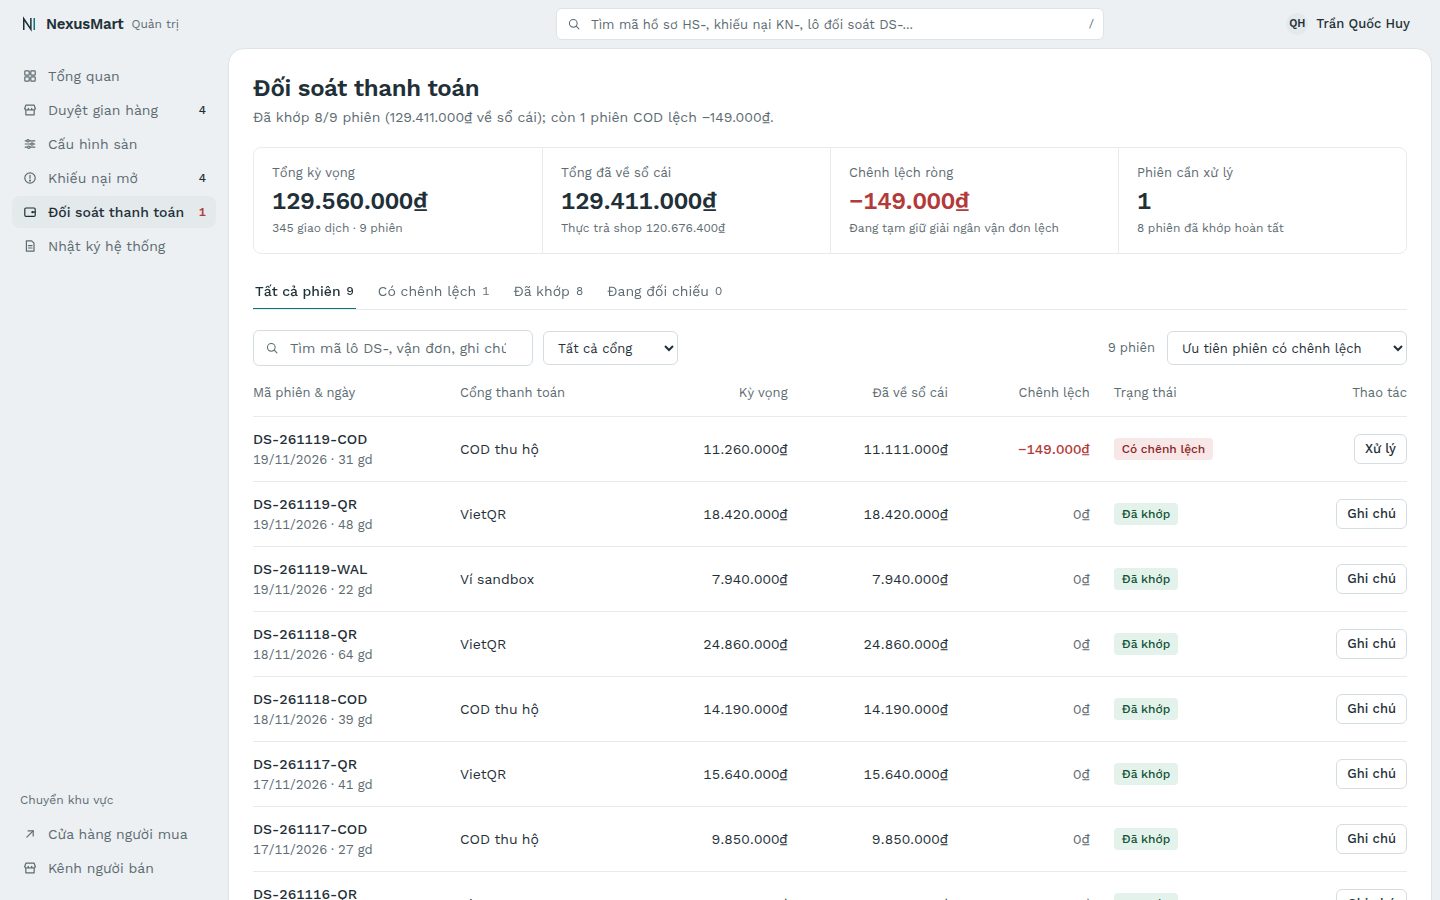 NexusMart Quản trị
Tìm mã hồ sơ HS-, khiếu nại KN-, lô đối soát DS-... /
QH Trần Quốc Huy
Tổng quan
Duyệt gian hàng 4
Cấu hình sàn
Khiếu nại mở 4
Đối soát thanh toán 1
Nhật ký hệ thống
Chuyển khu vực
Cửa hàng người mua
Kênh người bán
Đối soát thanh toán
Đã khớp 8/9 phiên (129.411.000₫ về sổ cái); còn 1 phiên COD lệch −149.000₫.
Tổng kỳ vọng
129.560.000₫
345 giao dịch · 9 phiên
Tổng đã về sổ cái
129.411.000₫
Thực trả shop 120.676.400₫
Chênh lệch ròng
−149.000₫
Đang tạm giữ giải ngân vận đơn lệch
Phiên cần xử lý
1
8 phiên đã khớp hoàn tất
Tất cả phiên 9
Có chênh lệch 1
Đã khớp 8
Đang đối chiếu 0
Tìm mã lô DS-, vận đơn, ghi chú
Tất cả cổng
9 phiên
Ưu tiên phiên có chênh lệch
Mã phiên & ngày Cổng thanh toán Kỳ vọng Đã về sổ cái Chênh lệch Trạng thái Thao tác
DS-261119-COD
19/11/2026 · 31 gd
COD thu hộ 11.260.000₫ 11.111.000₫ −149.000₫ Có chênh lệch Xử lý
DS-261119-QR
19/11/2026 · 48 gd
VietQR 18.420.000₫ 18.420.000₫ 0₫ Đã khớp Ghi chú
DS-261119-WAL
19/11/2026 · 22 gd
Ví sandbox 7.940.000₫ 7.940.000₫ 0₫ Đã khớp Ghi chú
DS-261118-QR
18/11/2026 · 64 gd
VietQR 24.860.000₫ 24.860.000₫ 0₫ Đã khớp Ghi chú
DS-261118-COD
18/11/2026 · 39 gd
COD thu hộ 14.190.000₫ 14.190.000₫ 0₫ Đã khớp Ghi chú
DS-261117-QR
17/11/2026 · 41 gd
VietQR 15.640.000₫ 15.640.000₫ 0₫ Đã khớp Ghi chú
DS-261117-COD
17/11/2026 · 27 gd
COD thu hộ 9.850.000₫ 9.850.000₫ 0₫ Đã khớp Ghi chú
DS-261116-QR